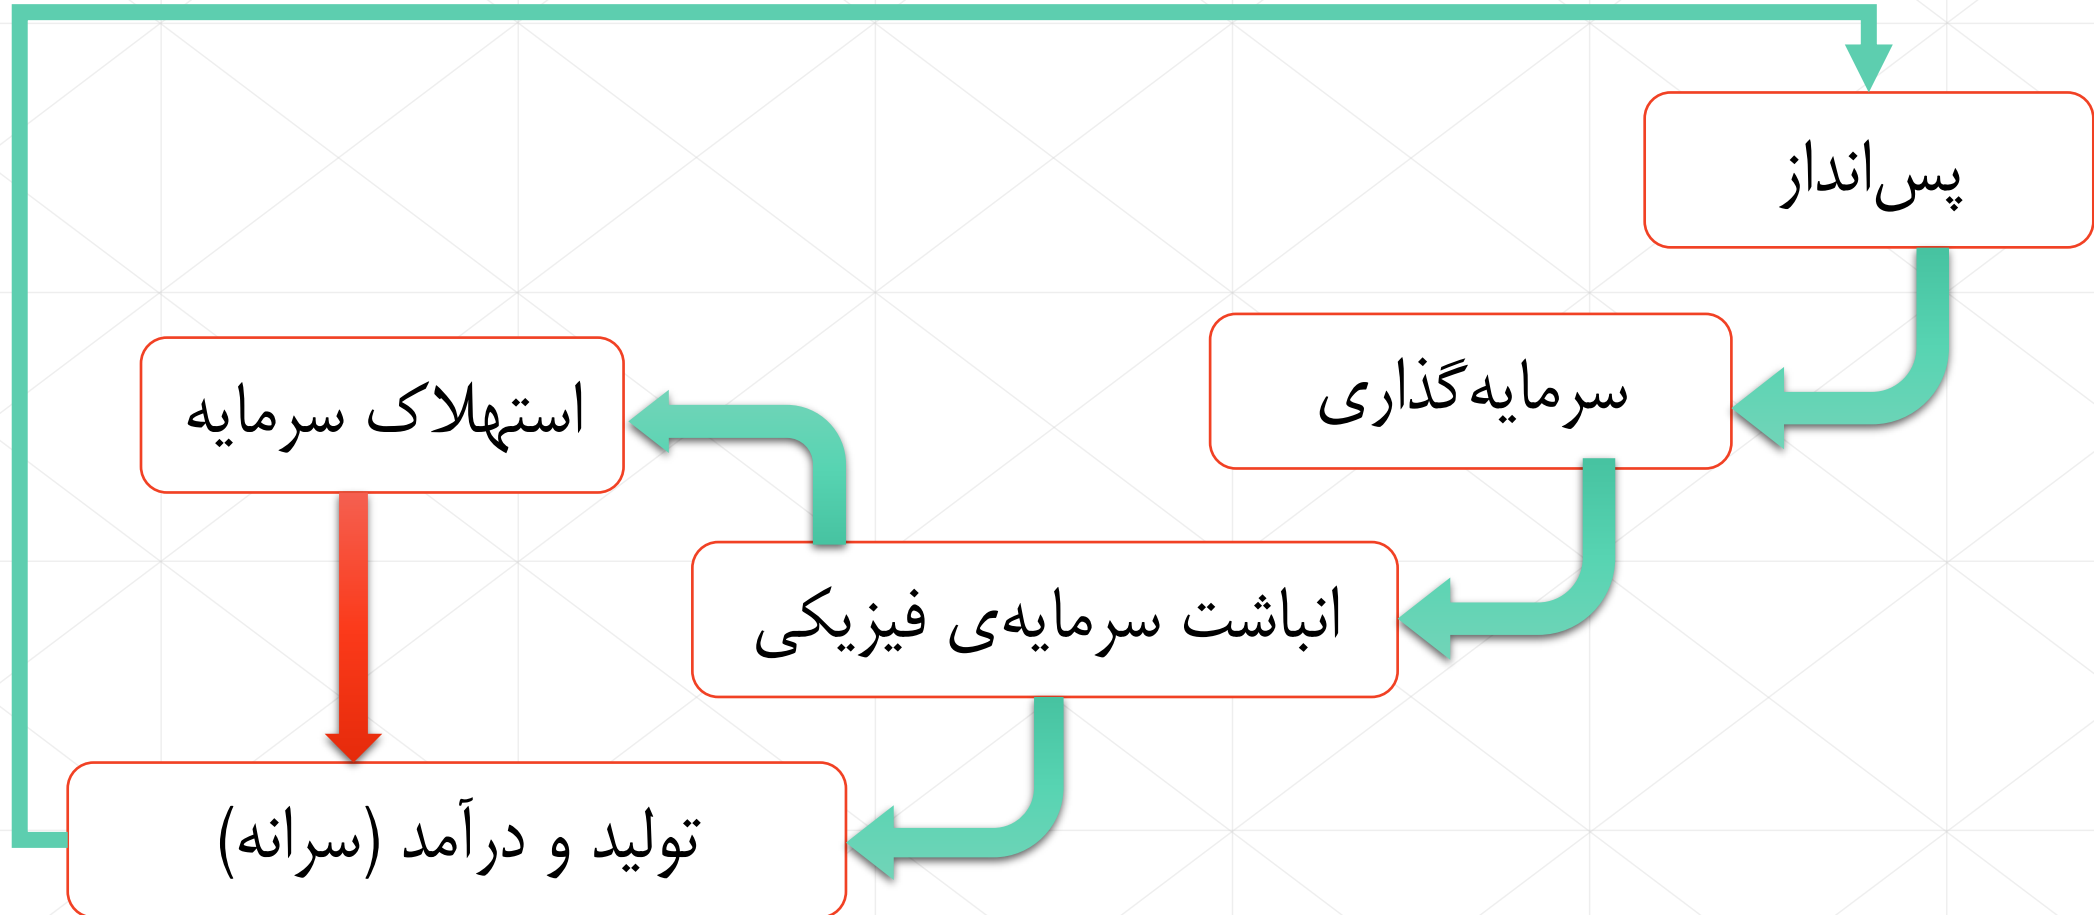 پس‌انداز
سرمایه‌گذاری
استهلاک سرمایه
انباشت سرمایه‌ی فیزیکی
تولید و درآمد (سرانه)